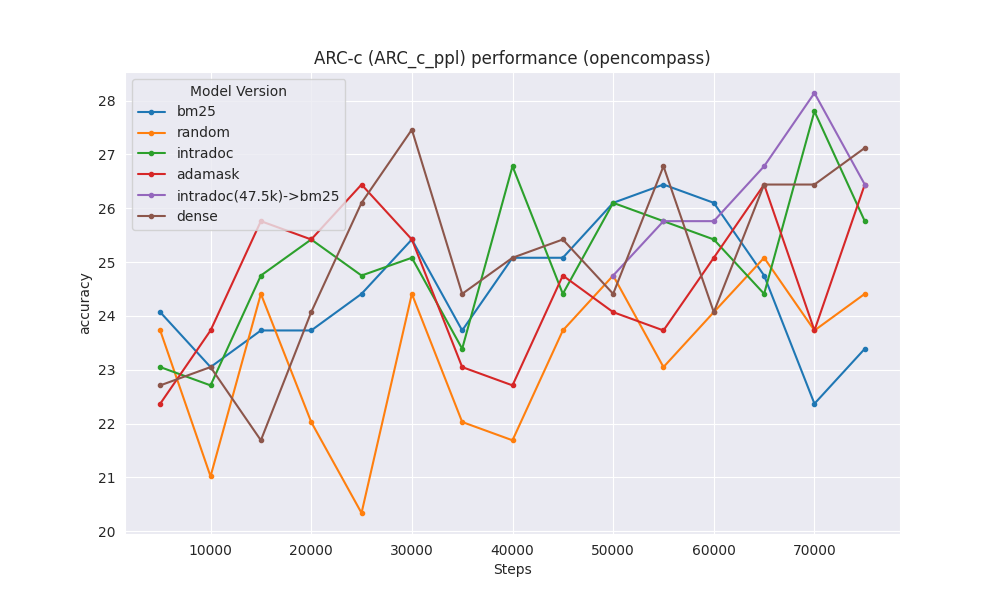 ARC-c (ARC_c_ppl) performance (opencompass)
Model Version
bm25
random
intradoc
adamask
intradoc(47.5k)->bm25
dense
accuracy
28
27
26
25
24
23
22
21
20
10000 20000 30000 40000 50000 60000 70000
Steps